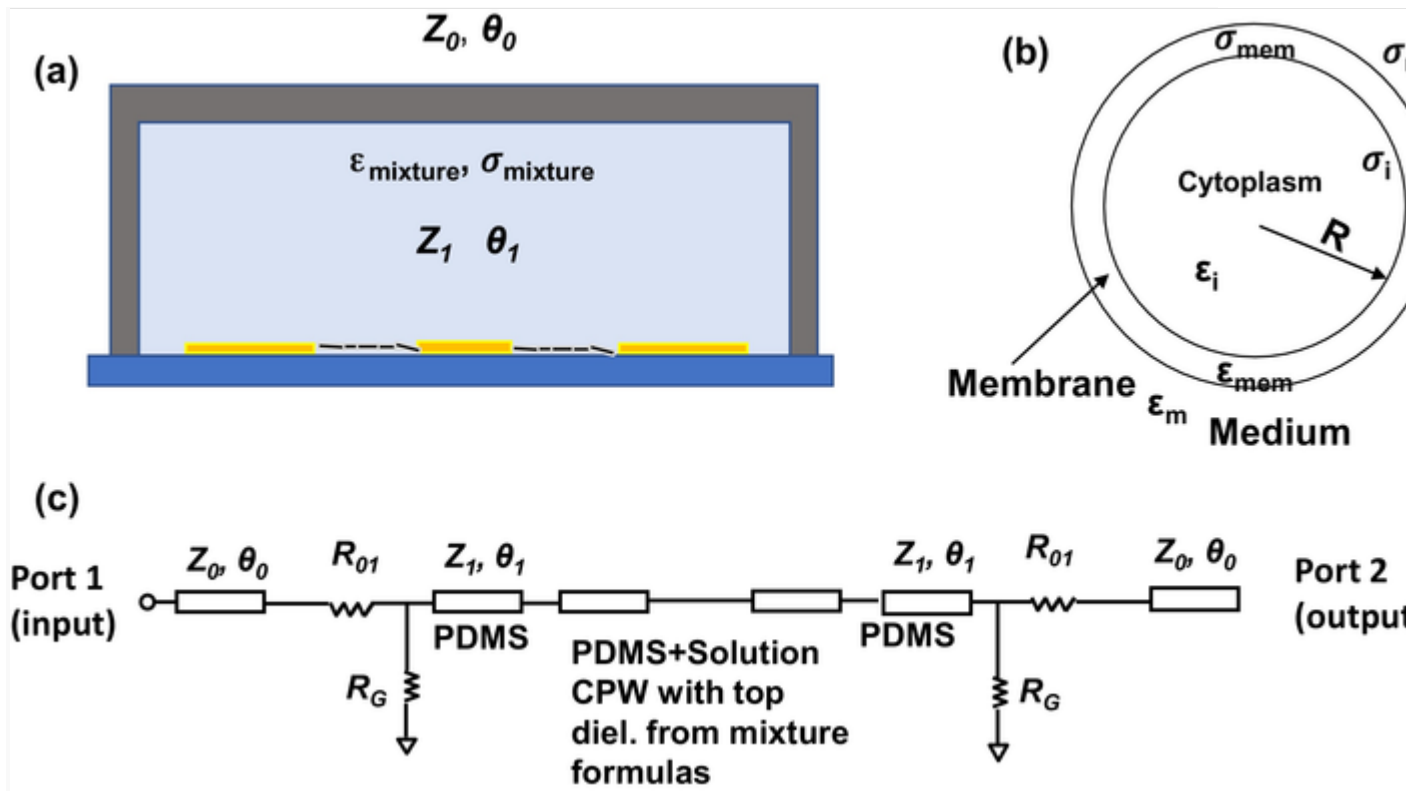 Z0, θ0
(a)
εmixture, σmixture
Z1 θ1
(b)
σmem
σi
Cytoplasm
R
εi
Membrane
εmem
εm
Medium
(c)
Port 1
(input)
Z0, θ0
R01
Z1, θ1
Z1, θ1
R01
Z0, θ0
Port 2
(output
PDMS
PDMS
RG
RG
PDMS+Solution
CPW with top
diel. from mixture
formulas